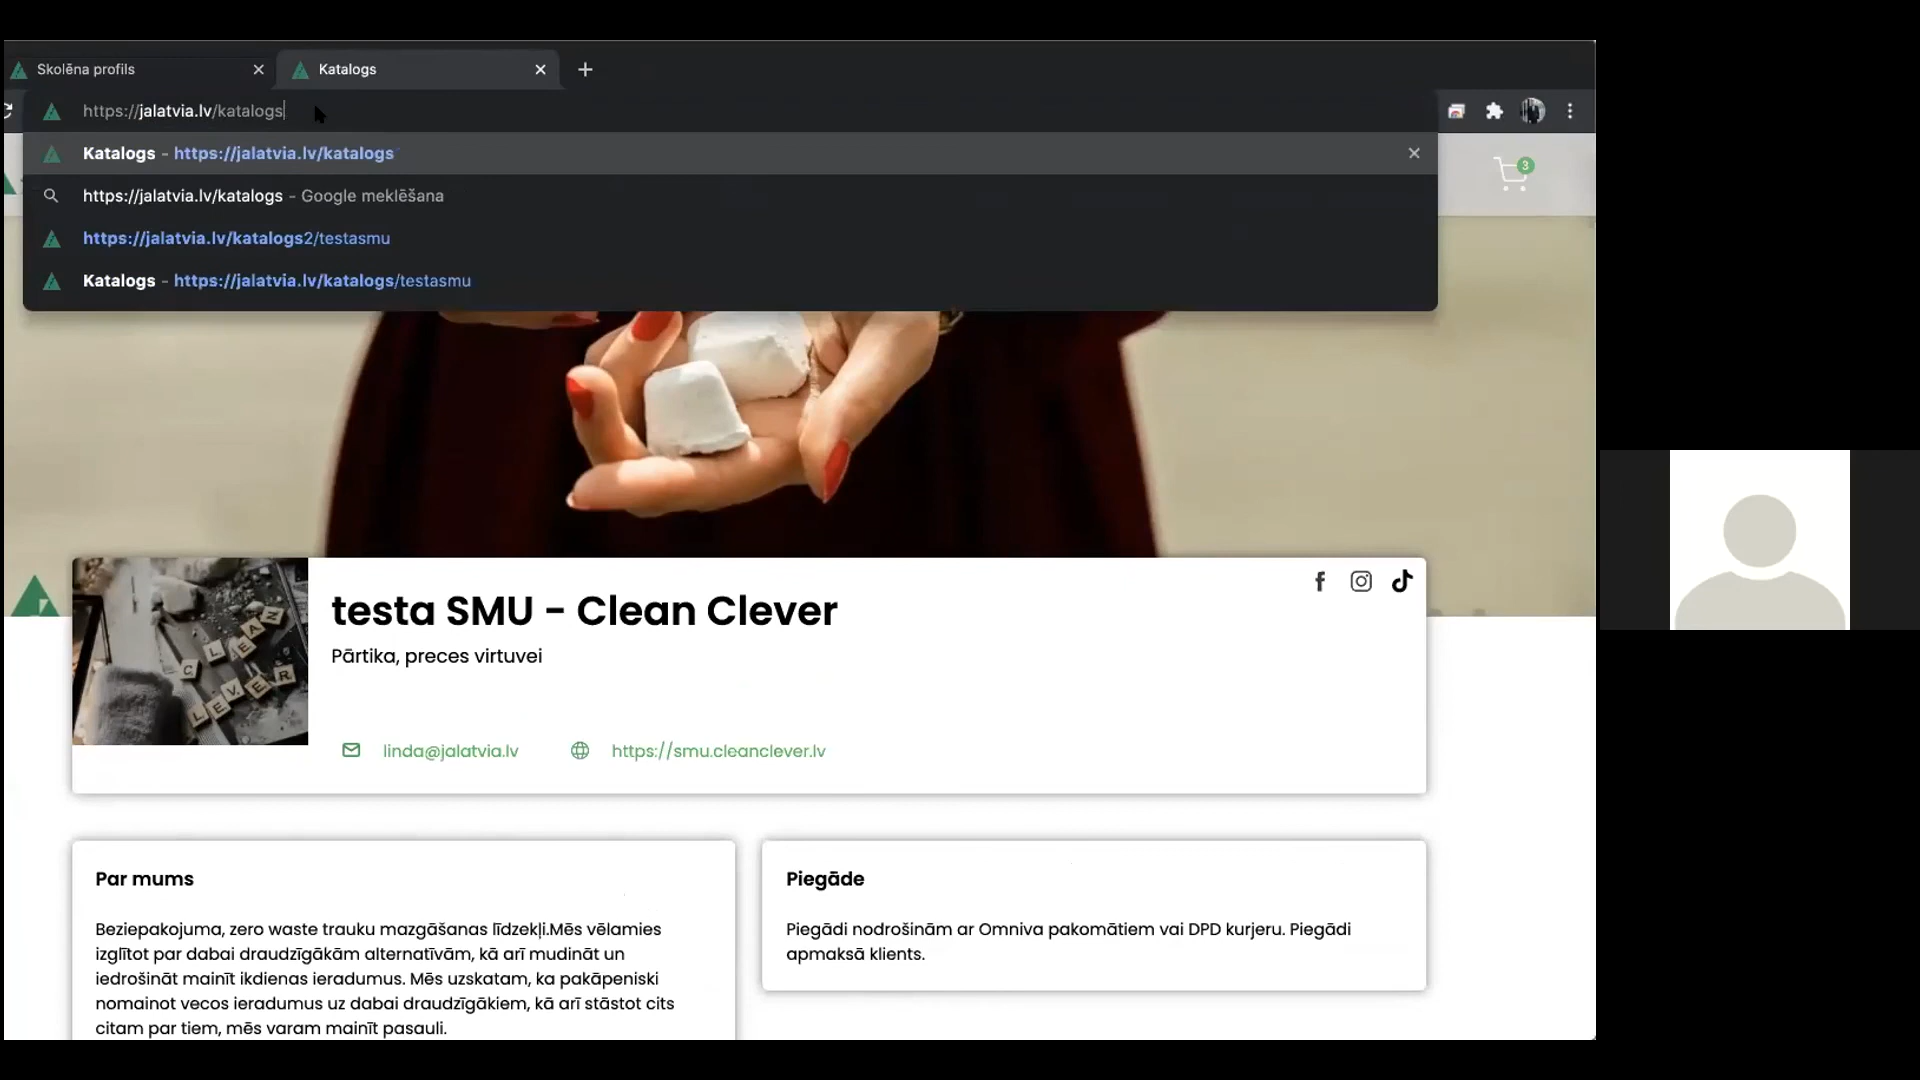 Skolēna profils
Katalogs
https://jalatvia.lv/katalogs
Katalogs - https://jalatvia.lv/katalogs
https://jalatvia.lv/katalogs - Google meklēšana
https://jalatvia.lv/katalogs2/testasmu
Katalogs - https://jalatvia.lv/katalogs/testasmu
3
CLEAN
CLEVER
testa SMU - Clean Clever
Pārtika, preces virtuvei
linda@jalatvia.lv
https://smu.cleanclever.lv
Par mums
Beziepakojuma, zero waste trauku mazgāšanas līdzekļi.Mēs vēlamies
izglītot par dabai draudzīgākām alternatīvām, kā arī mudināt un
iedrošināt mainīt ikdienas ieradumus. Mēs uzskatam, ka pakāpeniski
nomainot vecos ieradumus uz dabai draudzīgākiem, kā arī stāstot cits
citam par tiem, mēs varam mainīt pasauli.
Piegāde
Piegādi nodrošinām ar Omniva pakomātiem vai DPD kurjeru. Piegādi
apmaksā klients.